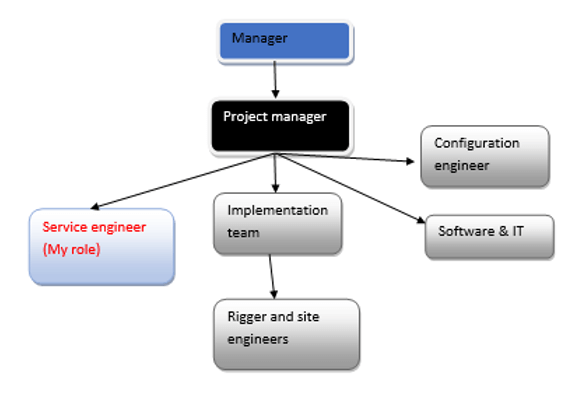 Manager
Project manager
Configuration
engineer
Service engineer
(My role)
Implementation
team
Software & IT
Rigger and site
engineers